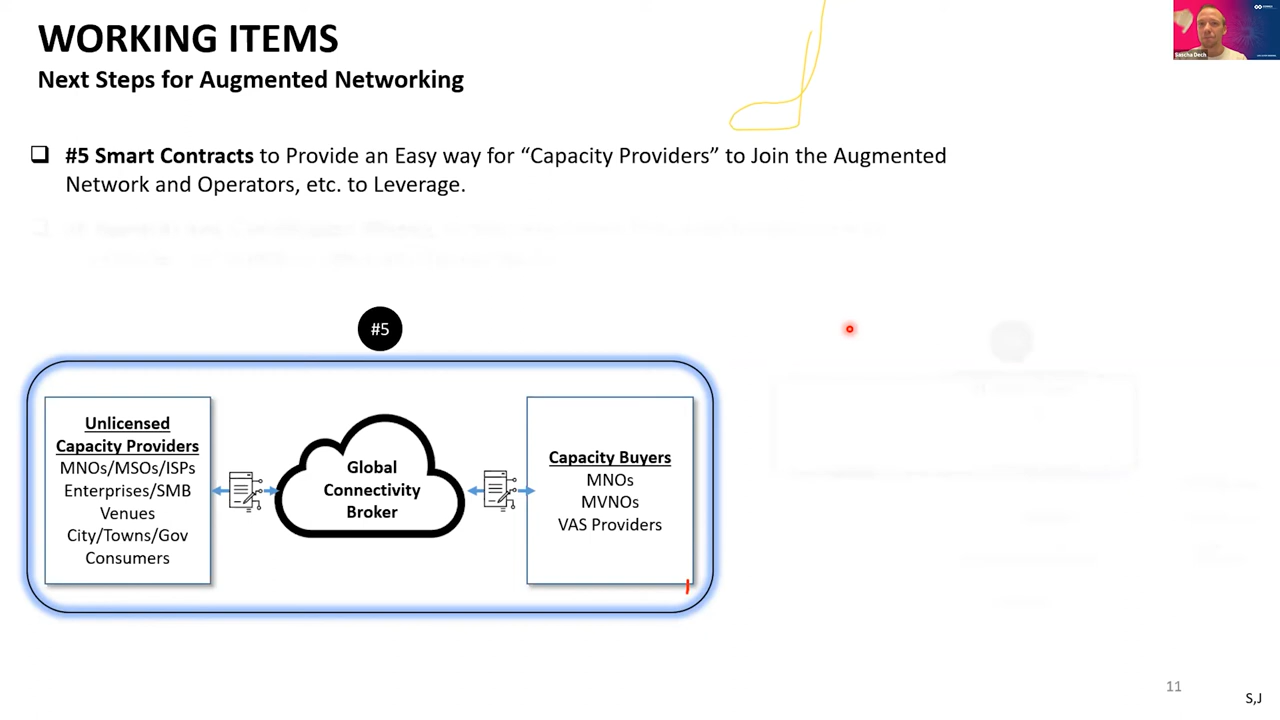 WORKING ITEMS
Next Steps for Augmented Networking
Sascha Dech
#5 Smart Contracts to Provide an Easy way for “Capacity Providers” to Join the Augmented
Network and Operators, etc. to Leverage.
#5
Unlicensed
Capacity Providers
MNOs/MSOs/ISPs
Enterprises/SMB
Venues
City/Towns/Gov
Consumers
Global
Connectivity
Broker
Capacity Buyers
MNOs
MVNOs
VAS Providers
11
S,J